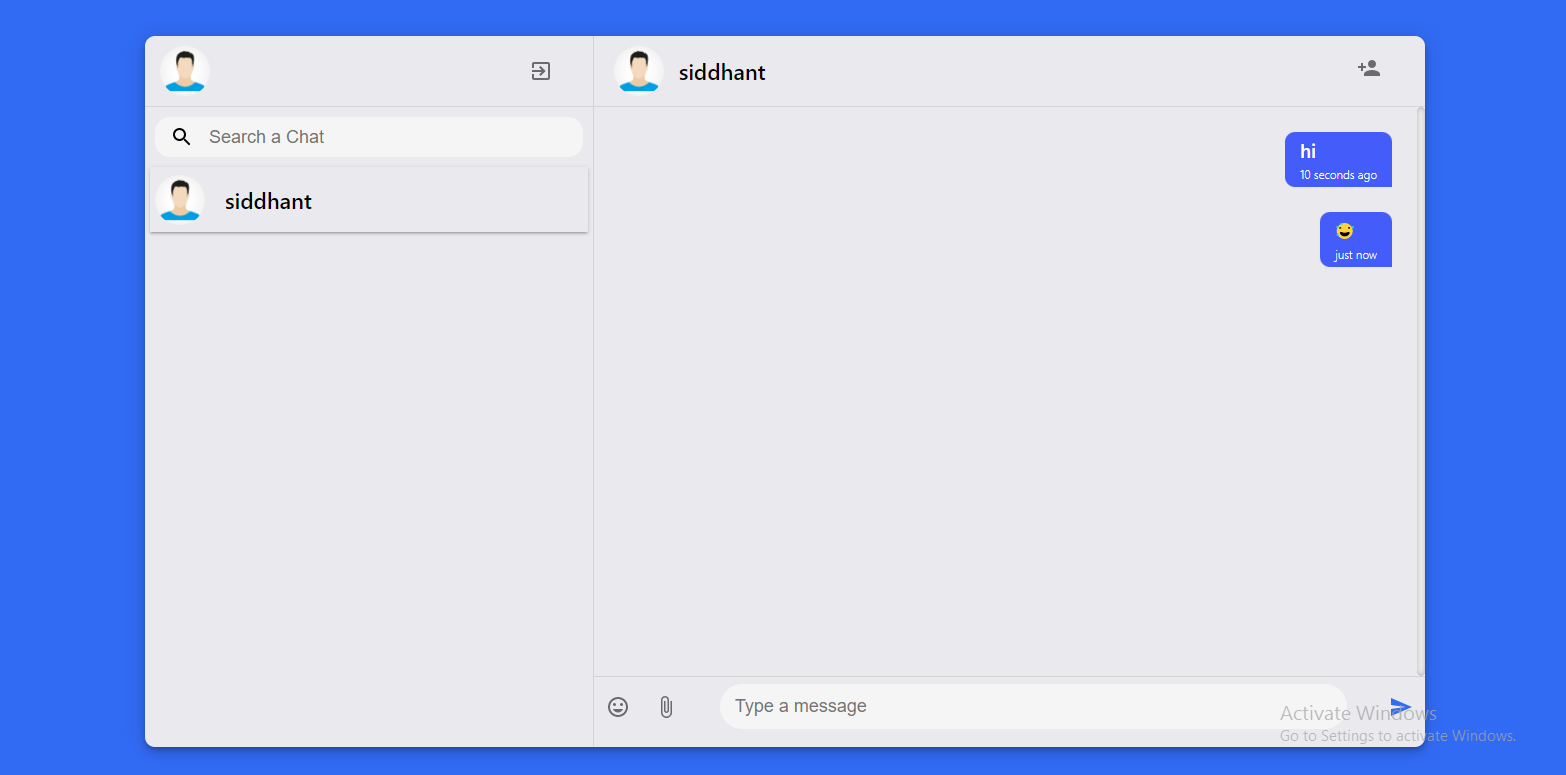 siddhant
Search a Chat
siddhant
hi
10 seconds ago
😅
just now
Type a message
Activate Windows
Go to Settings to activate Windows.